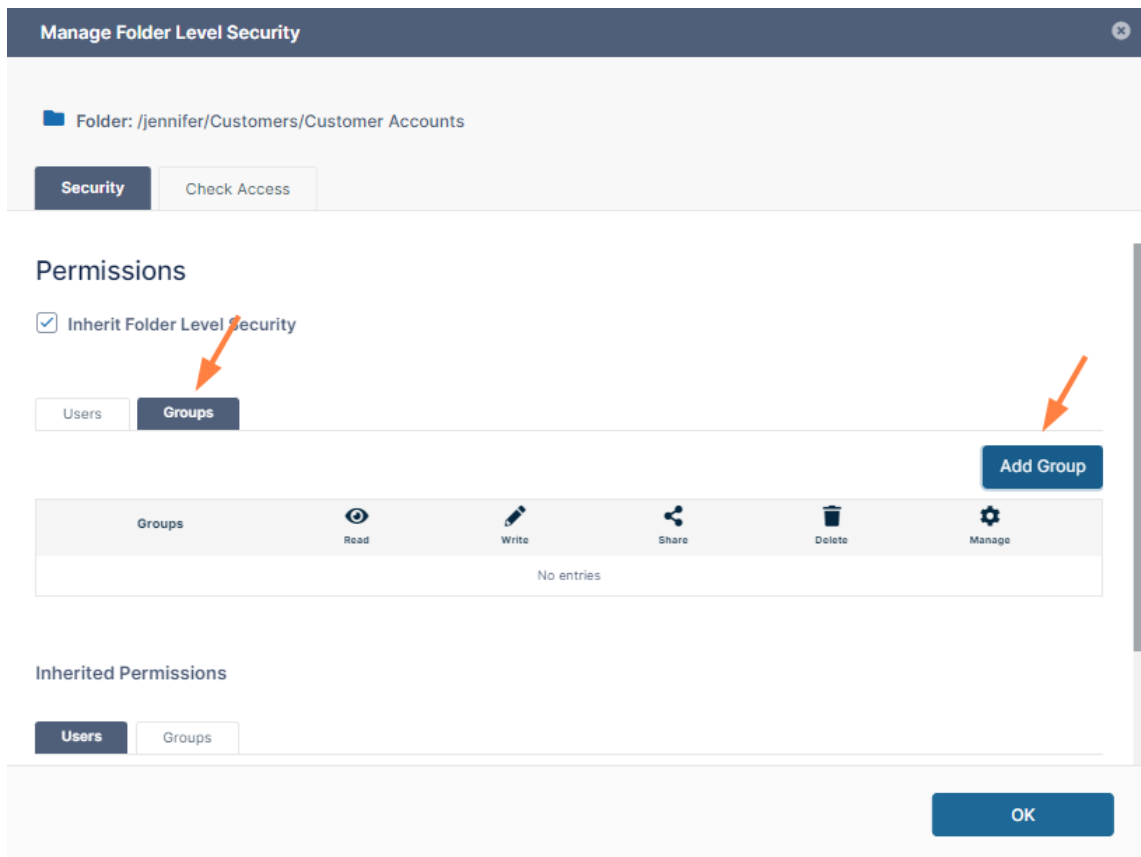 Manage Folder Level Security
Folder: /jennifer/Customers/Customer Accounts
Security Check Access
Permissions
Inherit Folder Level Security
Users Groups
Add Group
Groups Read Write Share Delete Manage
No entries
Inherited Permissions
Users Groups
OK